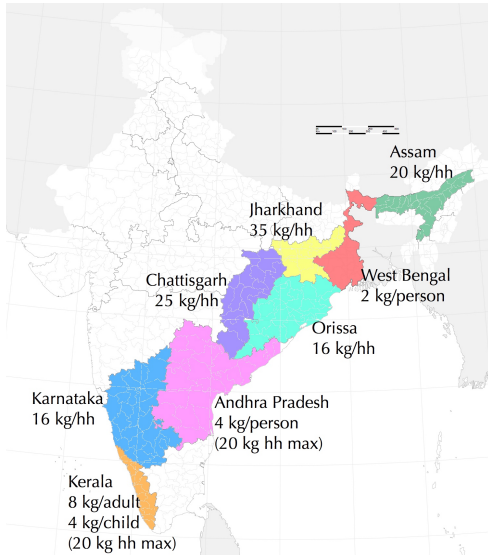 Assam
20 kg/hh
Jharkhand
35 kg/hh
Chattisgarh
25 kg/hh
West Bengal
2 kg/person
Orissa
16 kg/hh
Karnataka
16 kg/hh
Andhra Pradesh
4 kg/person
(20 kg hh max)
Kerala
8 kg/adult
4 kg/child
(20 kg hh max)